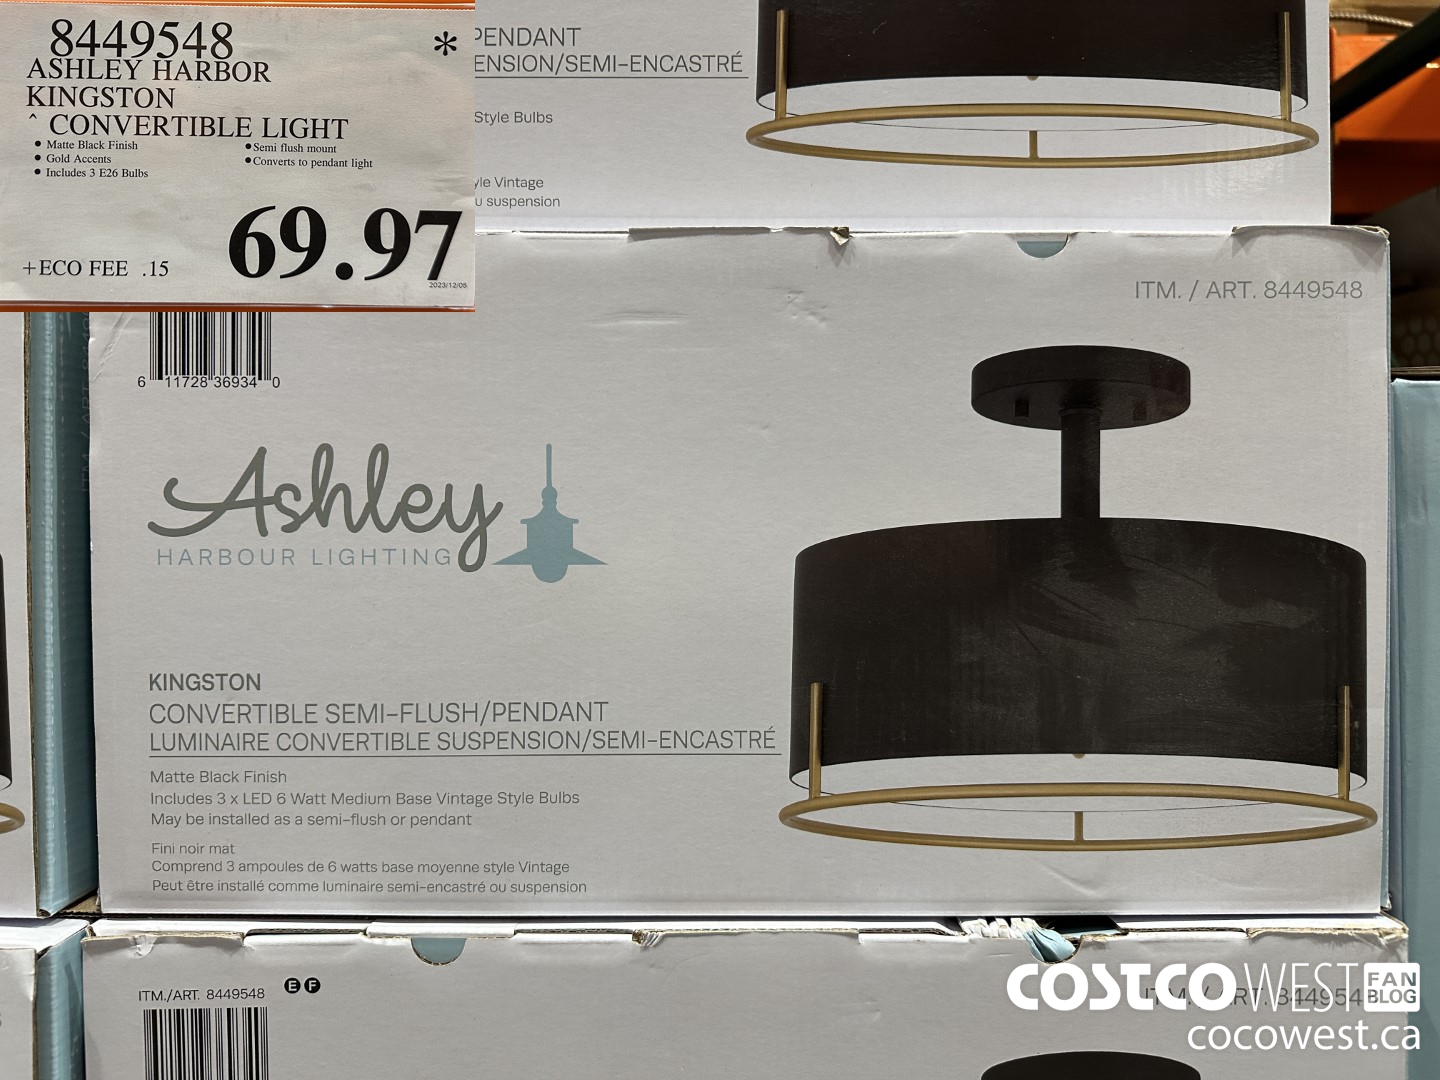 8449548
*
ASHLEY HARBOR
KINGSTON
^ CONVERTIBLE LIGHT
• Matte Black Finish
• Gold Accents
• Includes 3 E26 Bulbs
• Semi flush mount
• Converts to pendant light
69.97
+ECO FEE .15
2023/12/05
PENDANT
ENSION/SEMI-ENCASTRÉ
Style Bulbs
yle Vintage
u suspension
ITM. / ART. 8449548
6 11728 36934 0
Ashley
HARBOUR LIGHTING
KINGSTON
CONVERTIBLE SEMI-FLUSH/PENDANT
LUMINAIRE CONVERTIBLE SUSPENSION/SEMI-ENCASTRÉ
Matte Black Finish
Includes 3 x LED 6 Watt Medium Base Vintage Style Bulbs
May be installed as a semi-flush or pendant
Fini noir mat
Comprend 3 ampoules de 6 watts base moyenne style Vintage
Peut être installé comme luminaire semi-encastré ou suspension
ITM./ART. 8449548
E F
COSTCO WEST FAN BLOG
cocowest.ca